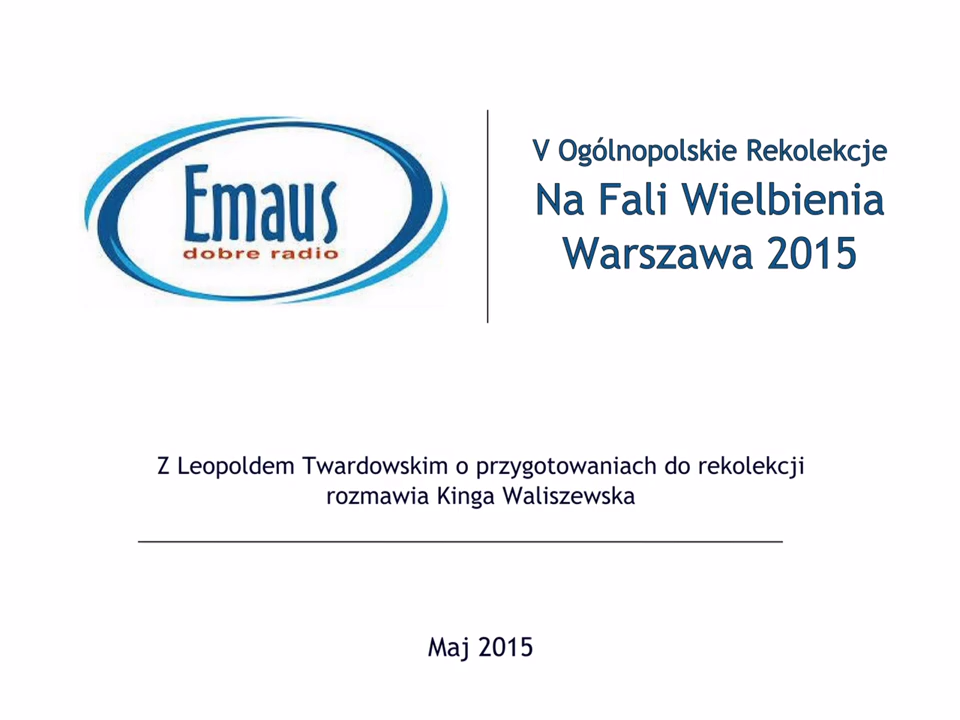 Emaus
dobre radio
V Ogólnopolskie Rekolekcje
Na Fali Wielbienia
Warszawa 2015
Z Leopoldem Twardowskim o przygotowaniach do rekolekcji
rozmawia Kinga Waliszewska
Maj 2015